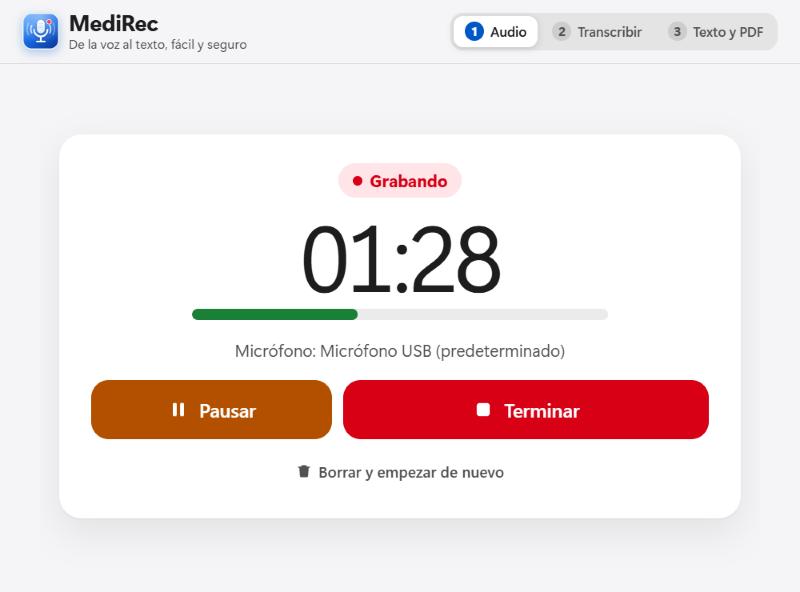 MediRec
De la voz al texto, fácil y seguro
1 Audio
2 Transcribir
3 Texto y PDF
Grabando
01:28
Micrófono: Micrófono USB (predeterminado)
Pausar
Terminar
Borrar y empezar de nuevo